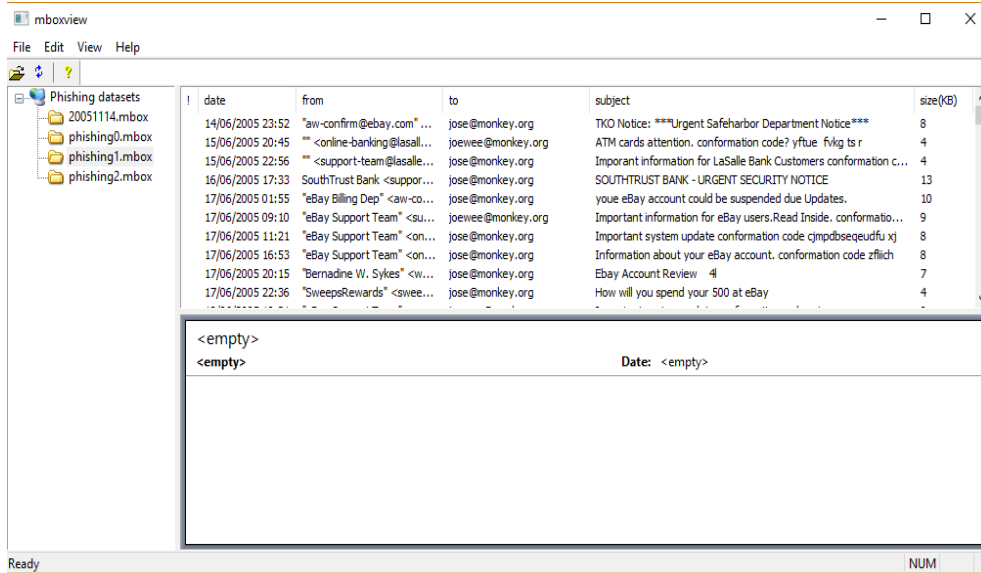 mboxview
File Edit View Help
Phishing datasets
20051114.mbox
phishing0.mbox
phishing1.mbox
phishing2.mbox
! date from to subject size(KB)
14/06/2005 23:52 "aw-confirm@ebay.com" ... jose@monkey.org TKO Notice: ***Urgent Safeharbor Department Notice*** 8
15/06/2005 20:45 "" <online-banking@lasall... joewee@monkey.org ATM cards attention. conformation code? yftue fvkg ts r 4
15/06/2005 22:56 "" <support-team@lasalle... jose@monkey.org Imporant information for LaSalle Bank Customers conformation c... 4
16/06/2005 17:33 SouthTrust Bank <suppor... jose@monkey.org SOUTHTRUST BANK - URGENT SECURITY NOTICE 13
17/06/2005 01:55 "eBay Billing Dep" <aw-co... jose@monkey.org youe eBay account could be suspended due Updates. 10
17/06/2005 09:10 "eBay Support Team" <su... joewee@monkey.org Important information for eBay users.Read Inside. conformatio... 9
17/06/2005 11:21 "eBay Support Team" <on... jose@monkey.org Important system update conformation code cjmpdbseqeudfu xj 8
17/06/2005 16:53 "eBay Support Team" <on... jose@monkey.org Information about your eBay account. conformation code zfliich 8
17/06/2005 20:15 "Bernadine W. Sykes" <w... jose@monkey.org Ebay Account Review 4 7
17/06/2005 22:36 "SweepsRewards" <swee... jose@monkey.org How will you spend your 500 at eBay 4
<empty>
<empty> Date: <empty>
Ready NUM